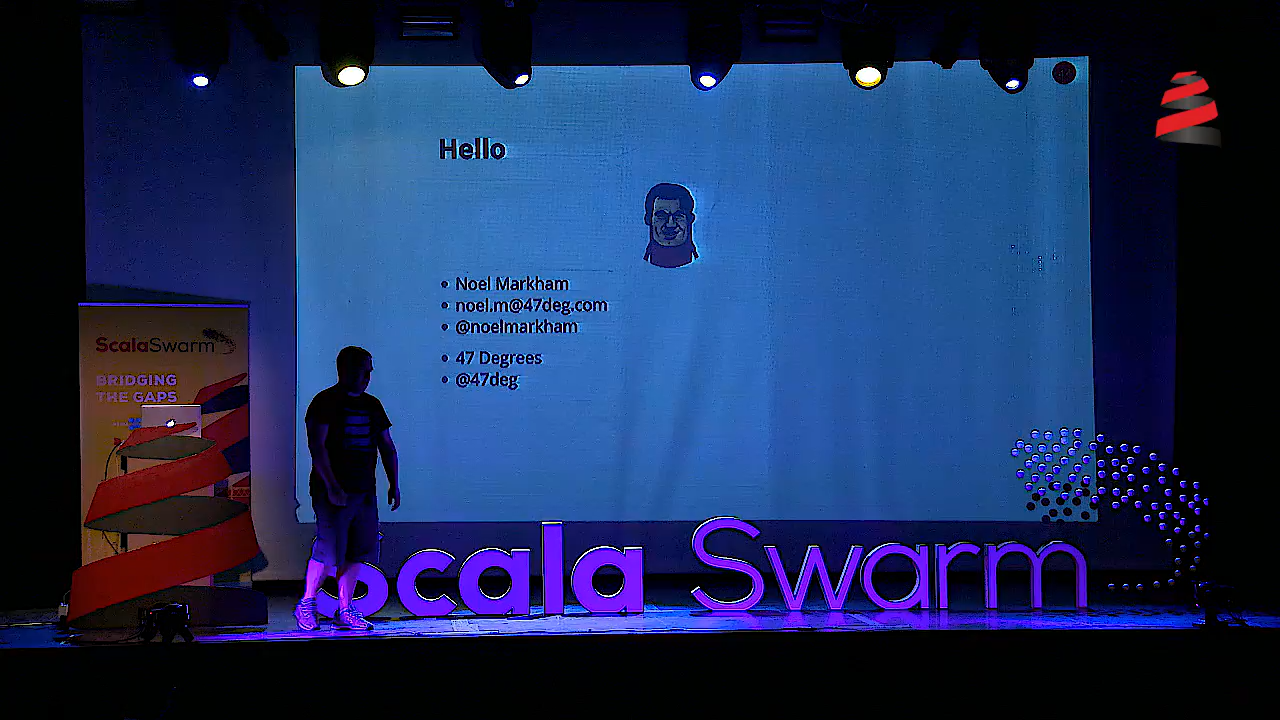 Hello
• Noel Markham
• noel.m@47deg.com
• @noelmarkham
• 47 Degrees
• @47deg
ScalaSwarm
BRIDGING
THE GAPS
Scala Swarm